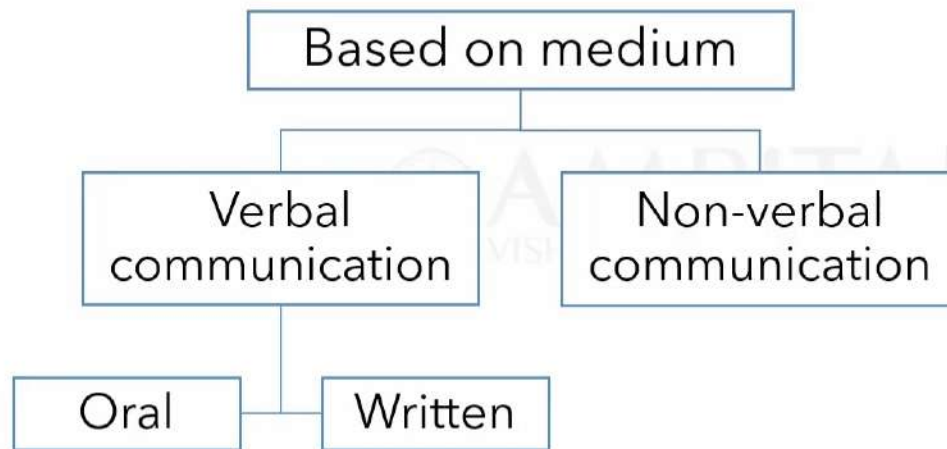 Based on medium
Verbal
communication
Non-verbal
communication
Oral
Written